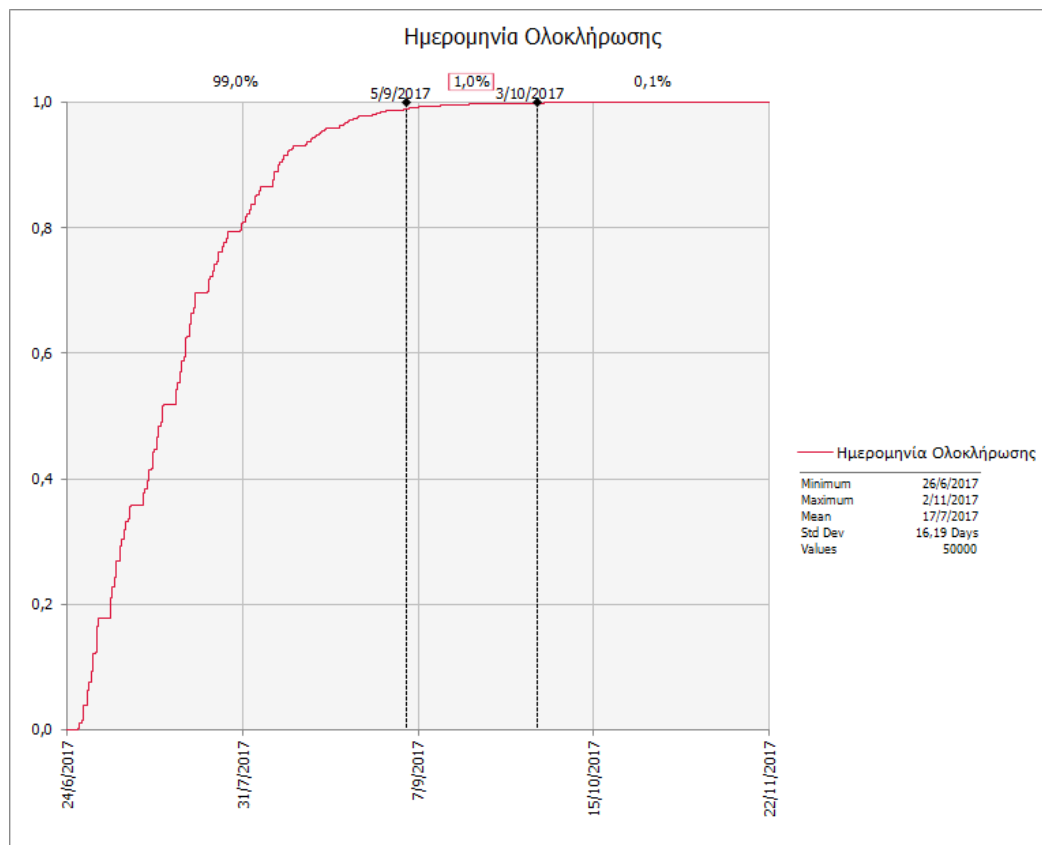 Ημερομηνία Ολοκλήρωσης
99,0% 1,0% 0,1%
5/9/2017 3/10/2017
1,0
0,8
0,6
0,4
0,2
0,0
24/6/2017
31/7/2017
7/9/2017
15/10/2017
22/11/2017
Ημερομηνία Ολοκλήρωσης
Minimum 26/6/2017
Maximum 2/11/2017
Mean 17/7/2017
Std Dev 16,19 Days
Values 50000